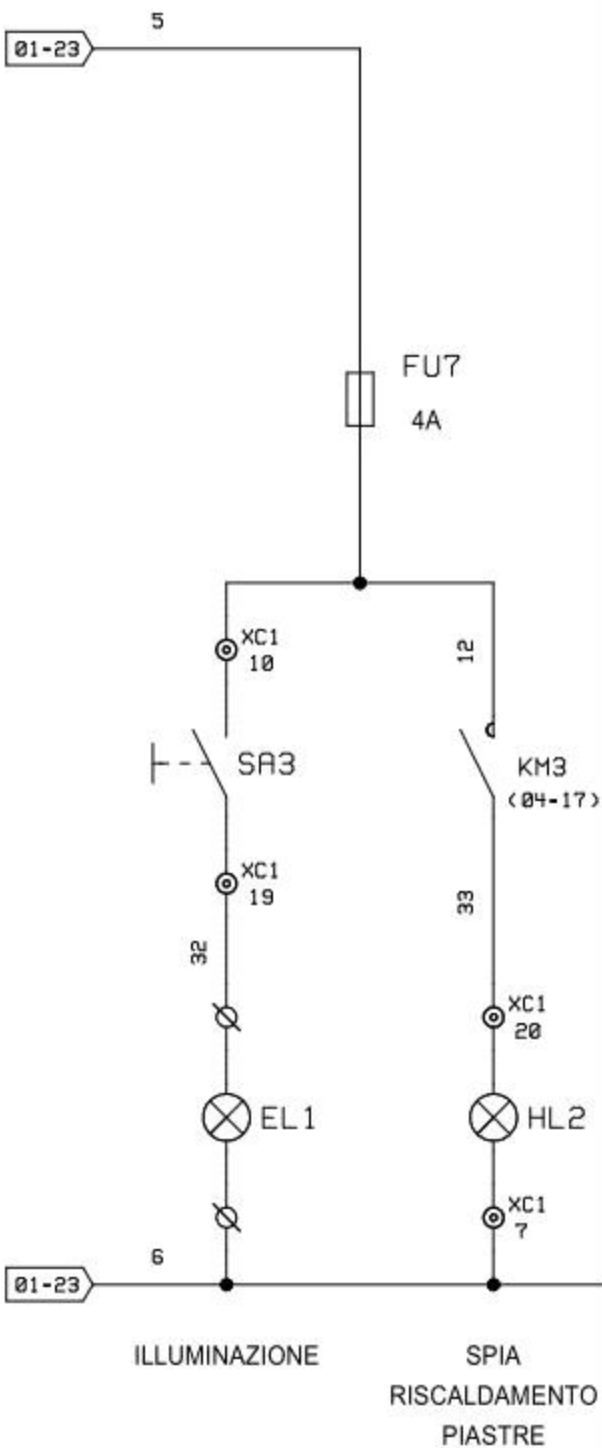 5
01-23
FU7
4A
XC1
10
12
SA3
KM3
(04-17)
XC1
19
32
33
XC1
20
EL1
HL2
XC1
7
6
01-23
ILLUMINAZIONE
SPIA
RISCALDAMENTO
PIASTRE